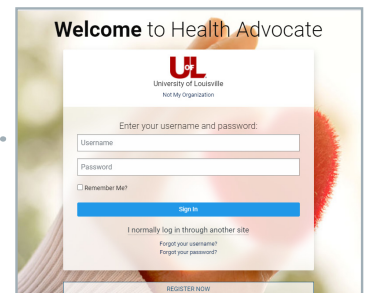 Welcome to Health Advocate
UofL
University of Louisville
Not My Organization
Enter your username and password:
Username
Password
Remember Me?
Sign In
I normally log in through another site
Forgot your username?
Forgot your password?
REGISTER NOW